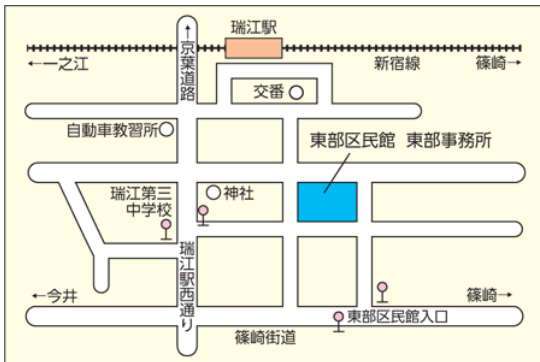 瑞江駅
←一之江
新宿線
篠崎→
←京葉道路
交番
自動車教習所
東部区民館 東部事務所
瑞江第三
中学校
神社
瑞江駅西通り
←今井
篠崎→
東部区民館入口
篠崎街道